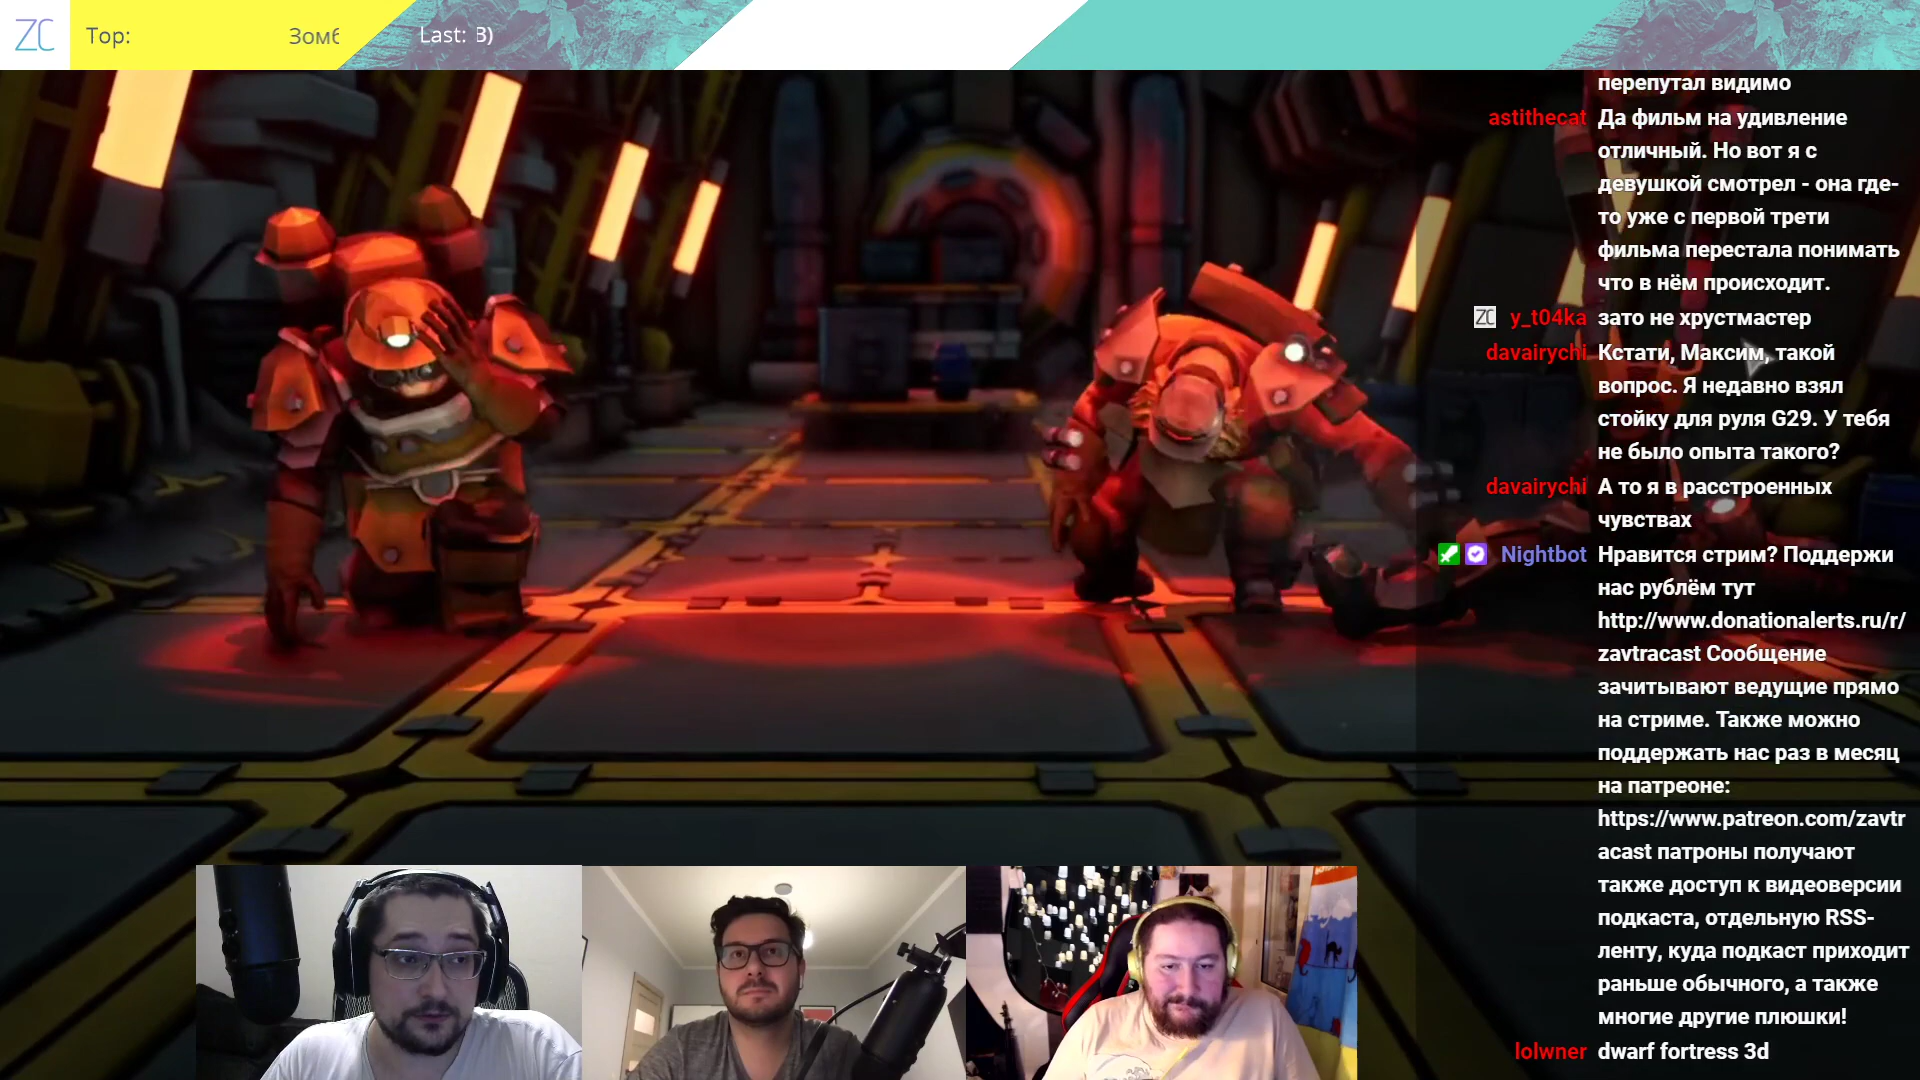 ZC
Top:
Зомб
Last: B)
перепутал видимо
astithecat Да фильм на удивление
отличный. Но вот я с
девушкой смотрел - она где-
то уже с первой трети
фильма перестала понимать
что в нём происходит.
ZC y_t04ka зато не хрустмастер
davairychi Кстати, Максим, такой
вопрос. Я недавно взял
стойку для руля G29. У тебя
не было опыта такого?
davairychi А то я в расстроенных
чувствах
Nightbot Нравится стрим? Поддержи
нас рублём тут
http://www.donationalerts.ru/r/
zavtracast Сообщение
зачитывают ведущие прямо
на стриме. Также можно
поддержать нас раз в месяц
на патреоне:
https://www.patreon.com/zavtr
acast патроны получают
также доступ к видеоверсии
подкаста, отдельную RSS-
ленту, куда подкаст приходит
раньше обычного, а также
многие другие плюшки!
lolwner dwarf fortress 3d